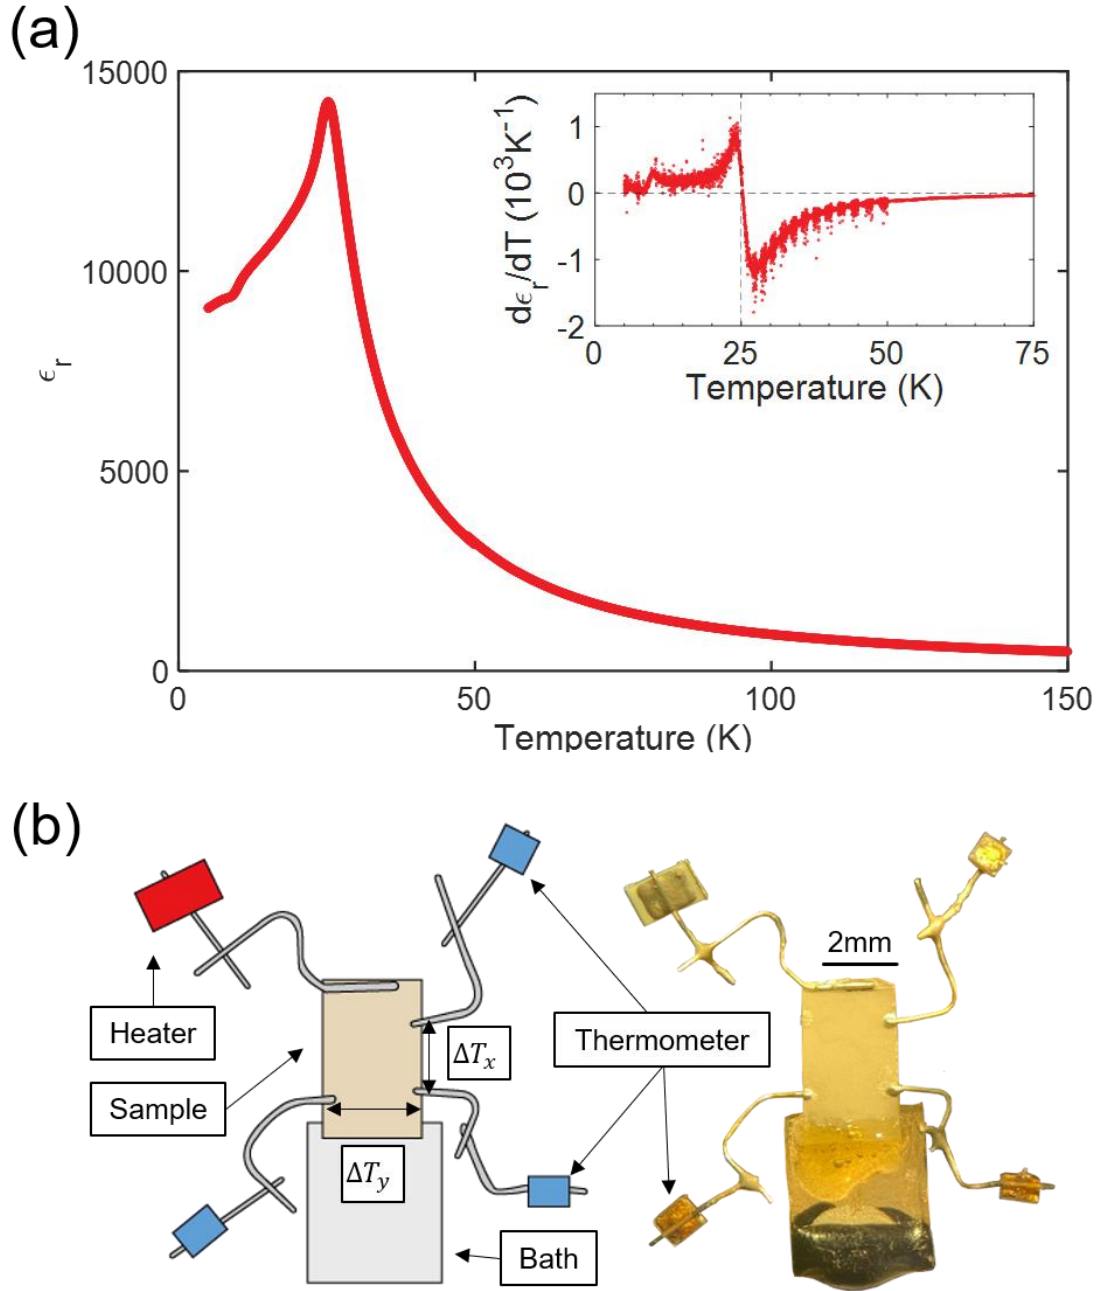 (a)
15000
10000
5000
0
ϵr
0
50
100
150
Temperature (K)
1
0
-1
-2
dϵr/dT (10³K⁻¹)
0
25
50
75
Temperature (K)
(b)
2mm
Heater
Thermometer
ΔTx
Sample
ΔTy
Bath